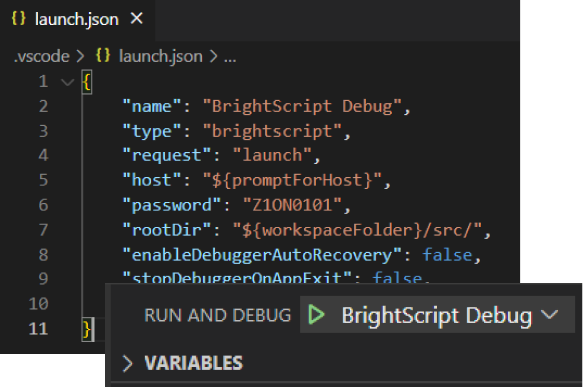 {} launch.json ×
.vscode > {} launch.json > ...
1 {
2 "name": "BrightScript Debug",
3 "type": "brightscript",
4 "request": "launch",
5 "host": "${promptForHost}",
6 "password": "Z1ON0101",
7 "rootDir": "${workspaceFolder}/src/",
8 "enableDebuggerAutoRecovery": false,
9 "stopDebuggerOnAppExit": false,
10
11 }
RUN AND DEBUG BrightScript Debug
VARIABLES